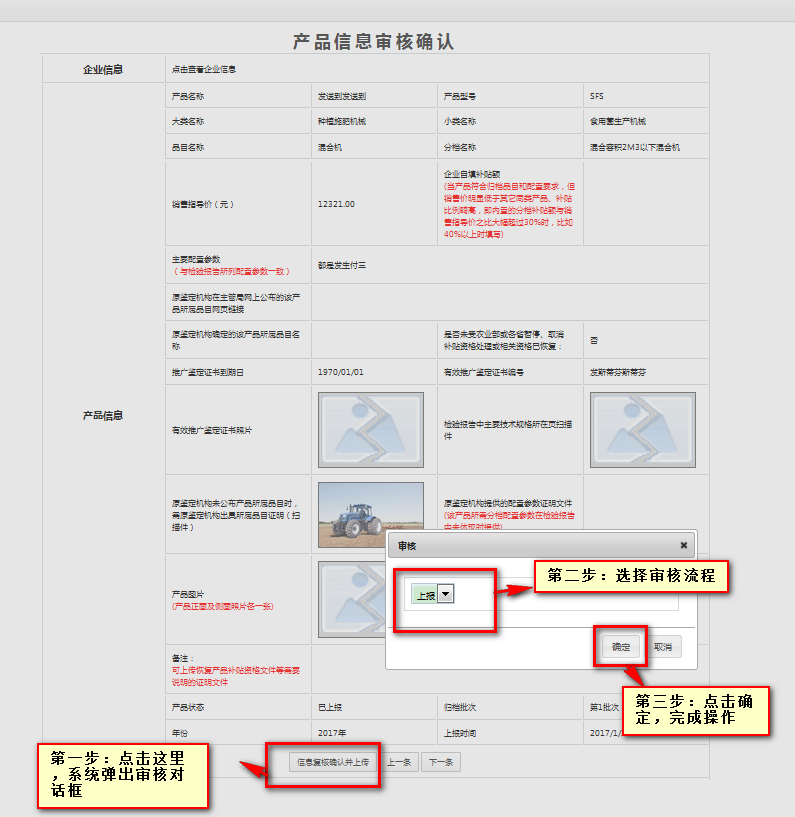 产品信息审核确认
企业信息
点击查看企业信息
产品信息
产品名称
发送到发送到
产品型号
SFS
大类名称
种植施肥机械
小类名称
食用菌生产机械
品目名称
混合机
分档名称
混合容积2M3以下混合机
销售指导价（元）
12321.00
企业自填补贴额
(当产品符合归档品目和配置要求，但
销售价明显低于其它同类产品、补贴
比例畸高，即内置的分档补贴额与销
售指导价之比大幅超过30%时，比如
40%以上时填写)
主要配置参数
（与检验报告所列配置参数一致）
都是发生付三
原鉴定机构在主管局网上公布的该产
品所属品目网页链接
原鉴定机构确定的该产品所属品目名
称
是否未受农业部或各省暂停、取消
补贴资格处理或相关资格已恢复：
否
推广鉴定证书到期日
1970/01/01
有效推广鉴定证书编号
发斯蒂芬斯蒂芬
有效推广鉴定证书照片
检验报告中主要技术规格所在页扫描
件
原鉴定机构未公布产品所属品目时，
需原鉴定机构出具所属品目证明（扫
描件）
原鉴定机构提供的配置参数证明文件
(该产品所需分档配置参数在检验报告
中未体现时提供)
审核
上报
第二步：选择审核流程
产品图片
(产品正面及侧面照片各一张)
确定
取消
备注：
可上传恢复产品补贴资格文件等需要
说明的证明文件
第三步：点击确
定，完成操作
产品状态
已上报
归档批次
第1批次
年份
2017年
上报时间
2017/1/
第一步：点击这里
，系统弹出审核对
话框
信息复核确认并上传
上一条
下一条